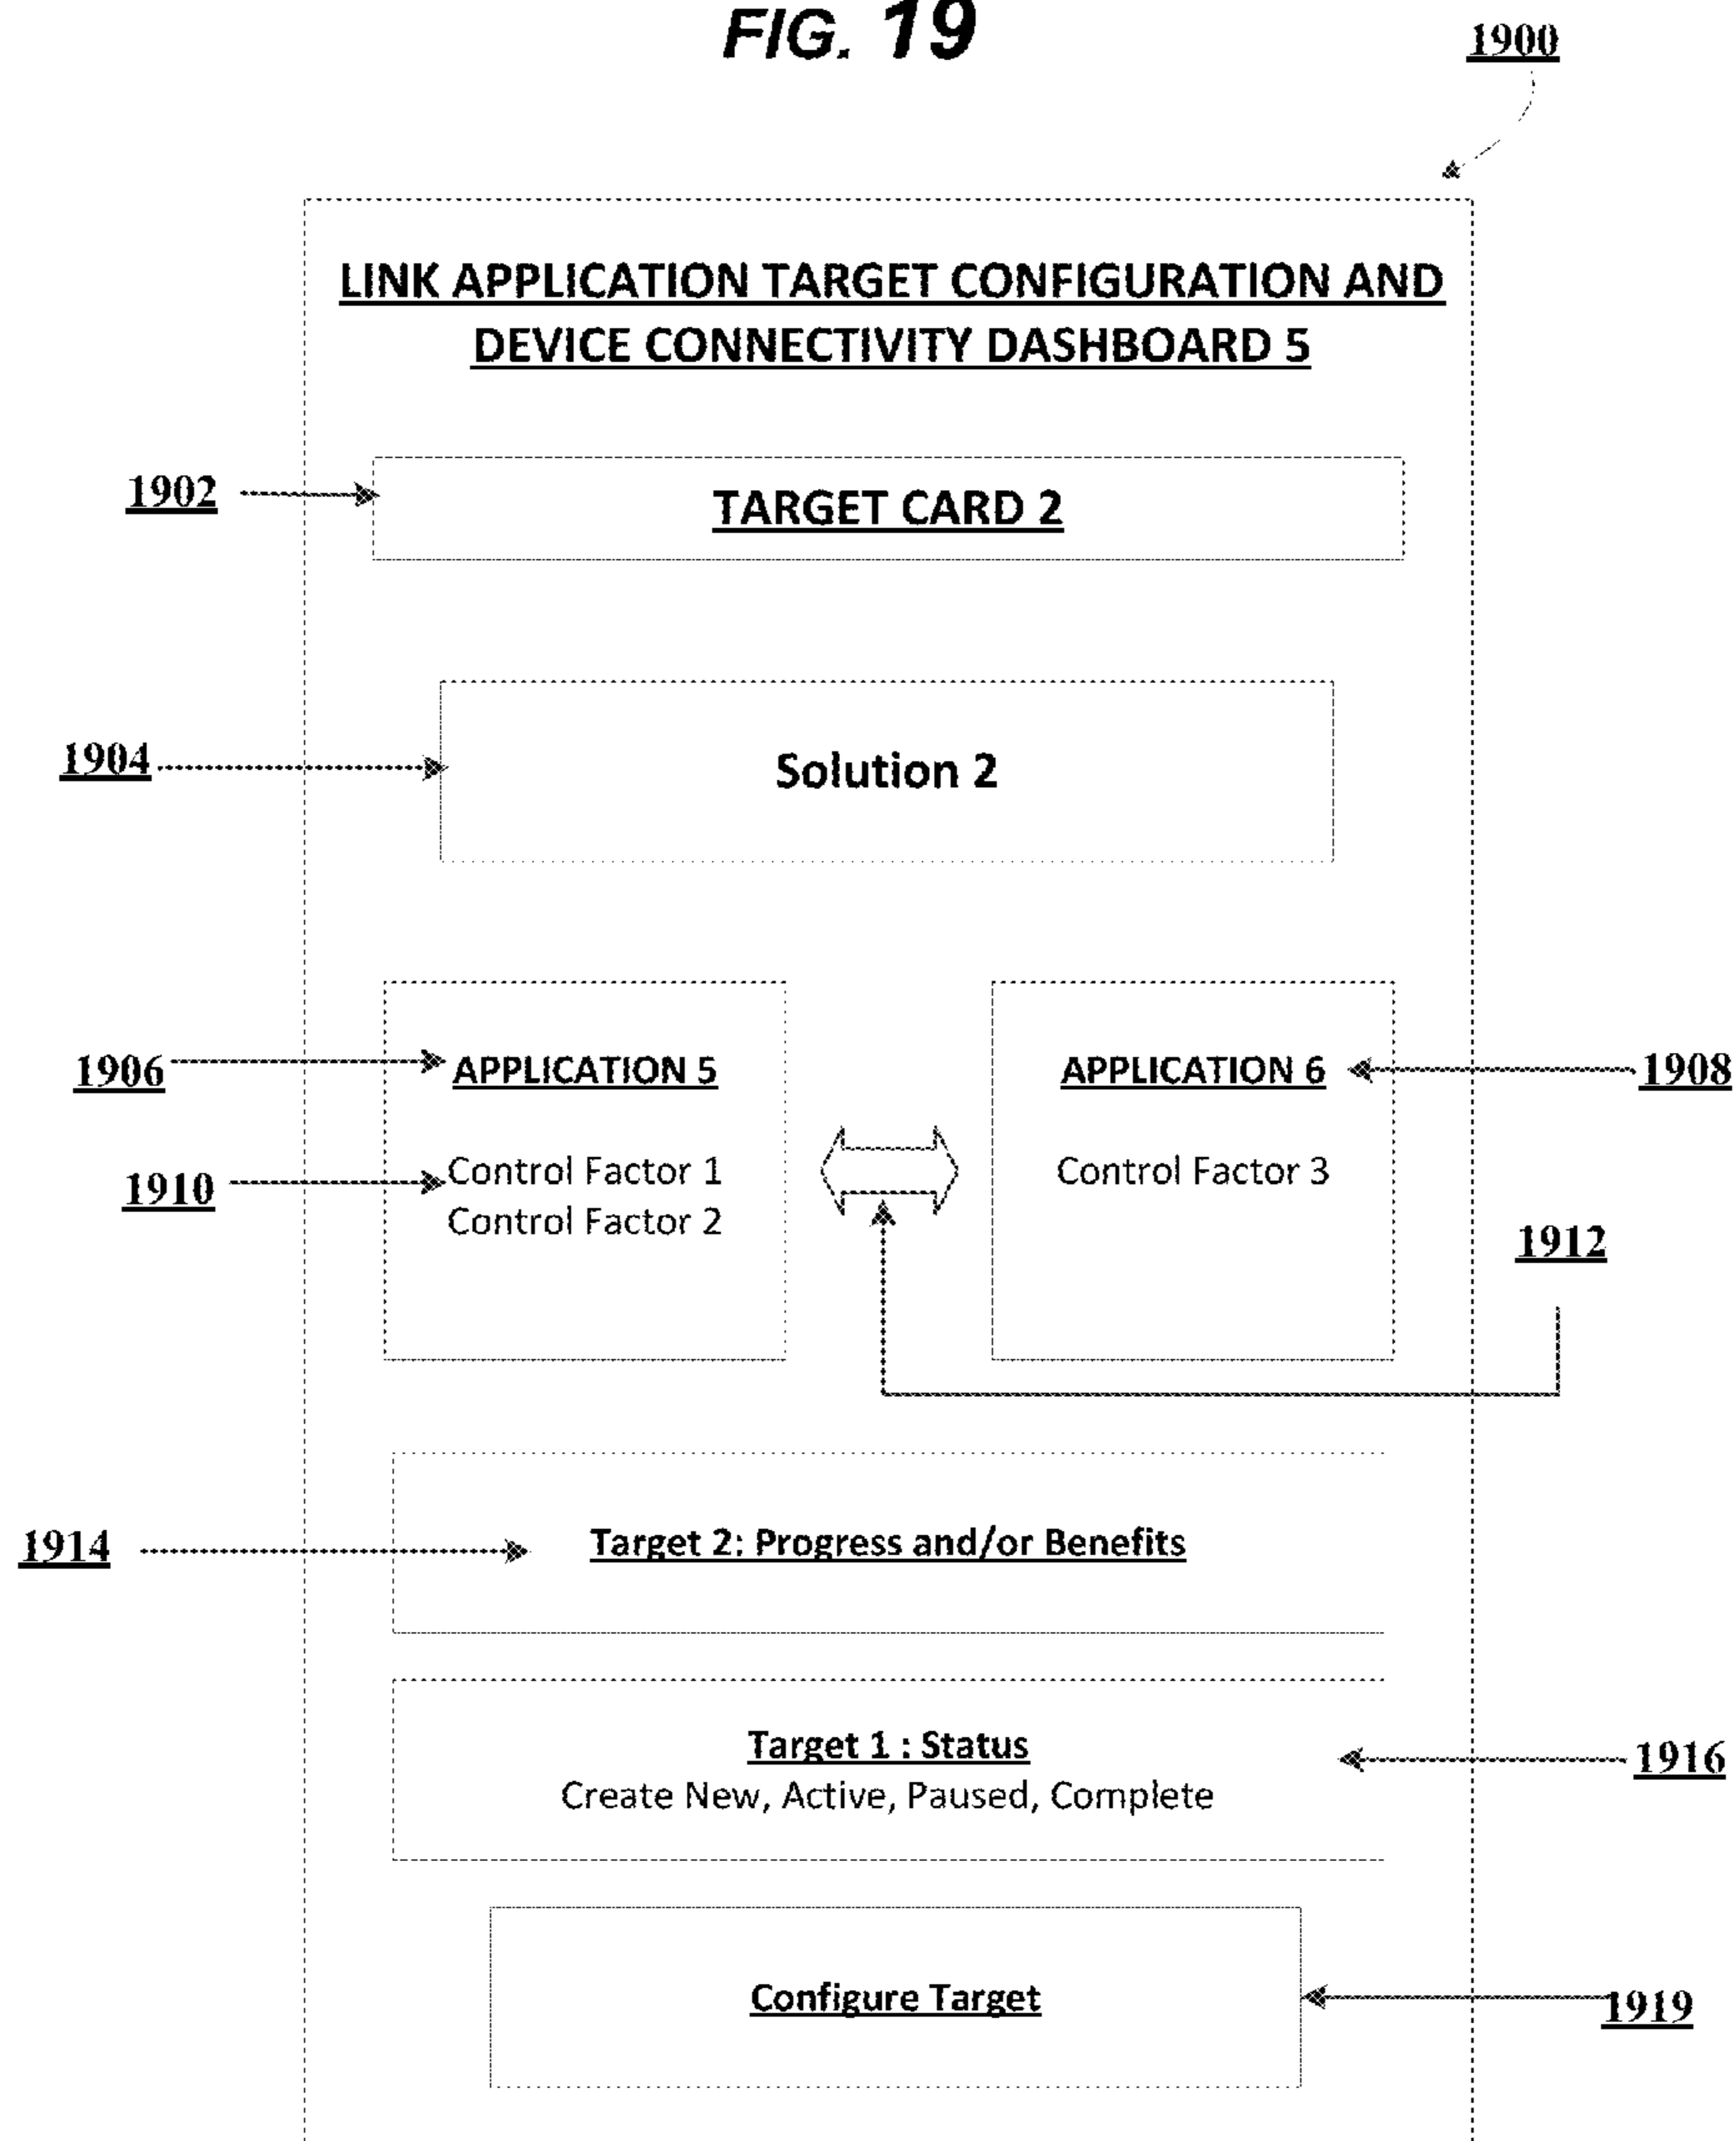 FIG. 19
1900
LINK APPLICATION TARGET CONFIGURATION AND
DEVICE CONNECTIVITY DASHBOARD 5
1902
TARGET CARD 2
1904
Solution 2
1906
APPLICATION 5
APPLICATION 6
1908
1910
Control Factor 1
Control Factor 2
Control Factor 3
1912
1914
Target 2: Progress and/or Benefits
Target 1 : Status
Create New, Active, Paused, Complete
1916
Configure Target
1919